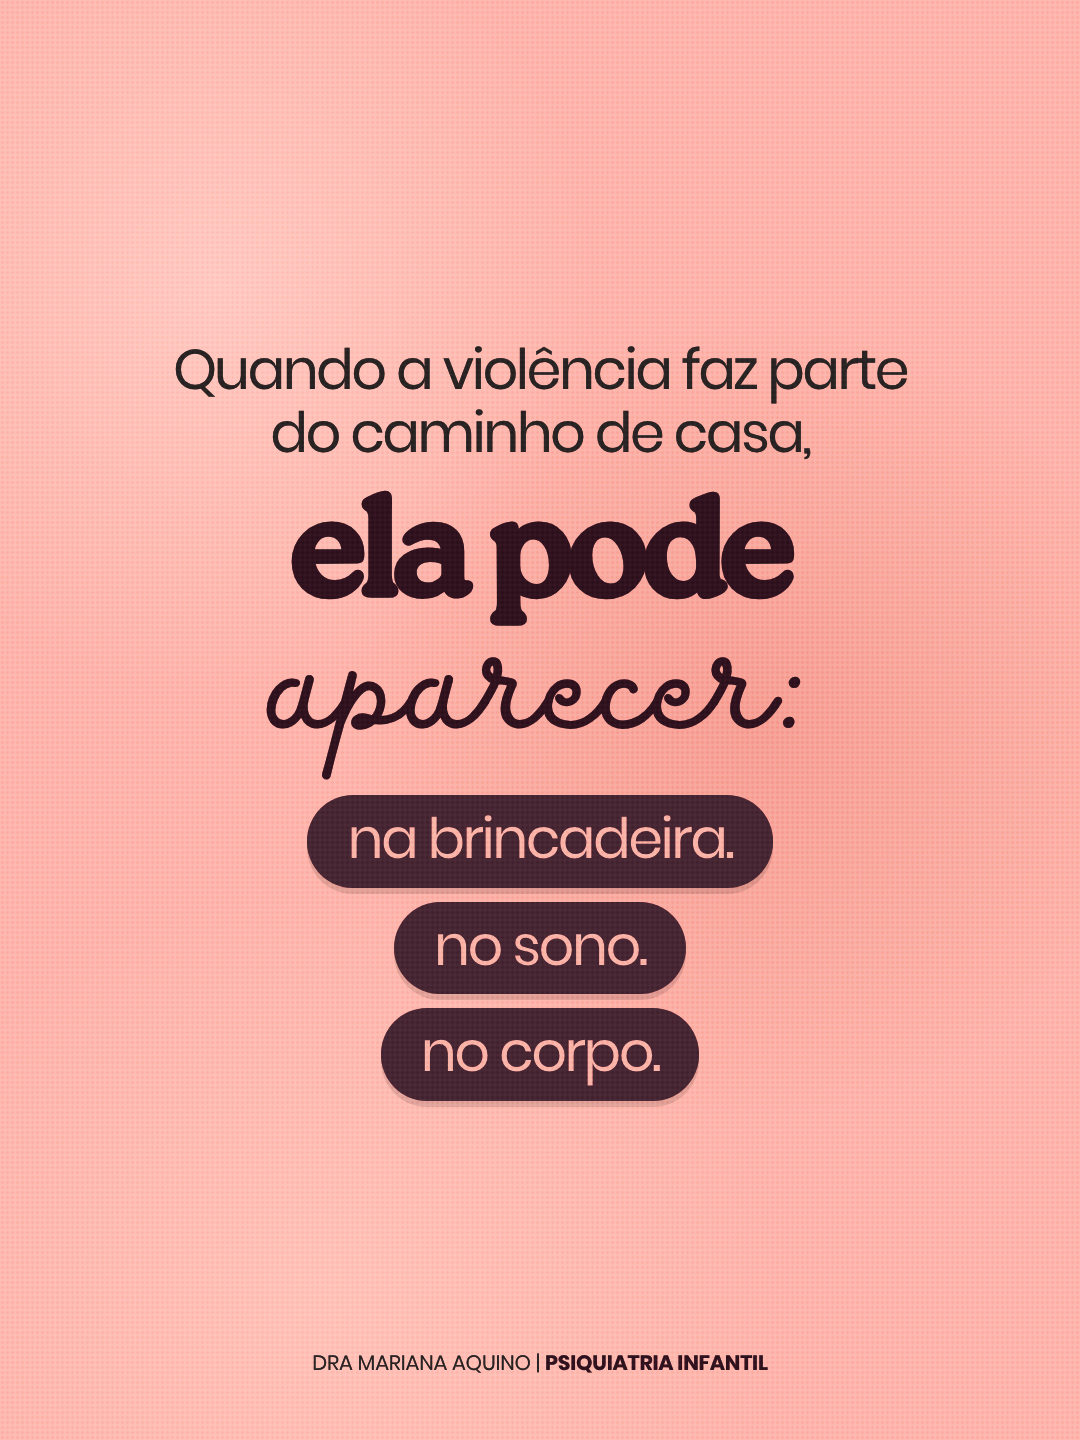 Quando a violência faz parte
do caminho de casa,
ela pode
aparecer:
na brincadeira.
no sono.
no corpo.
DRA MARIANA AQUINO | PSIQUIATRIA INFANTIL